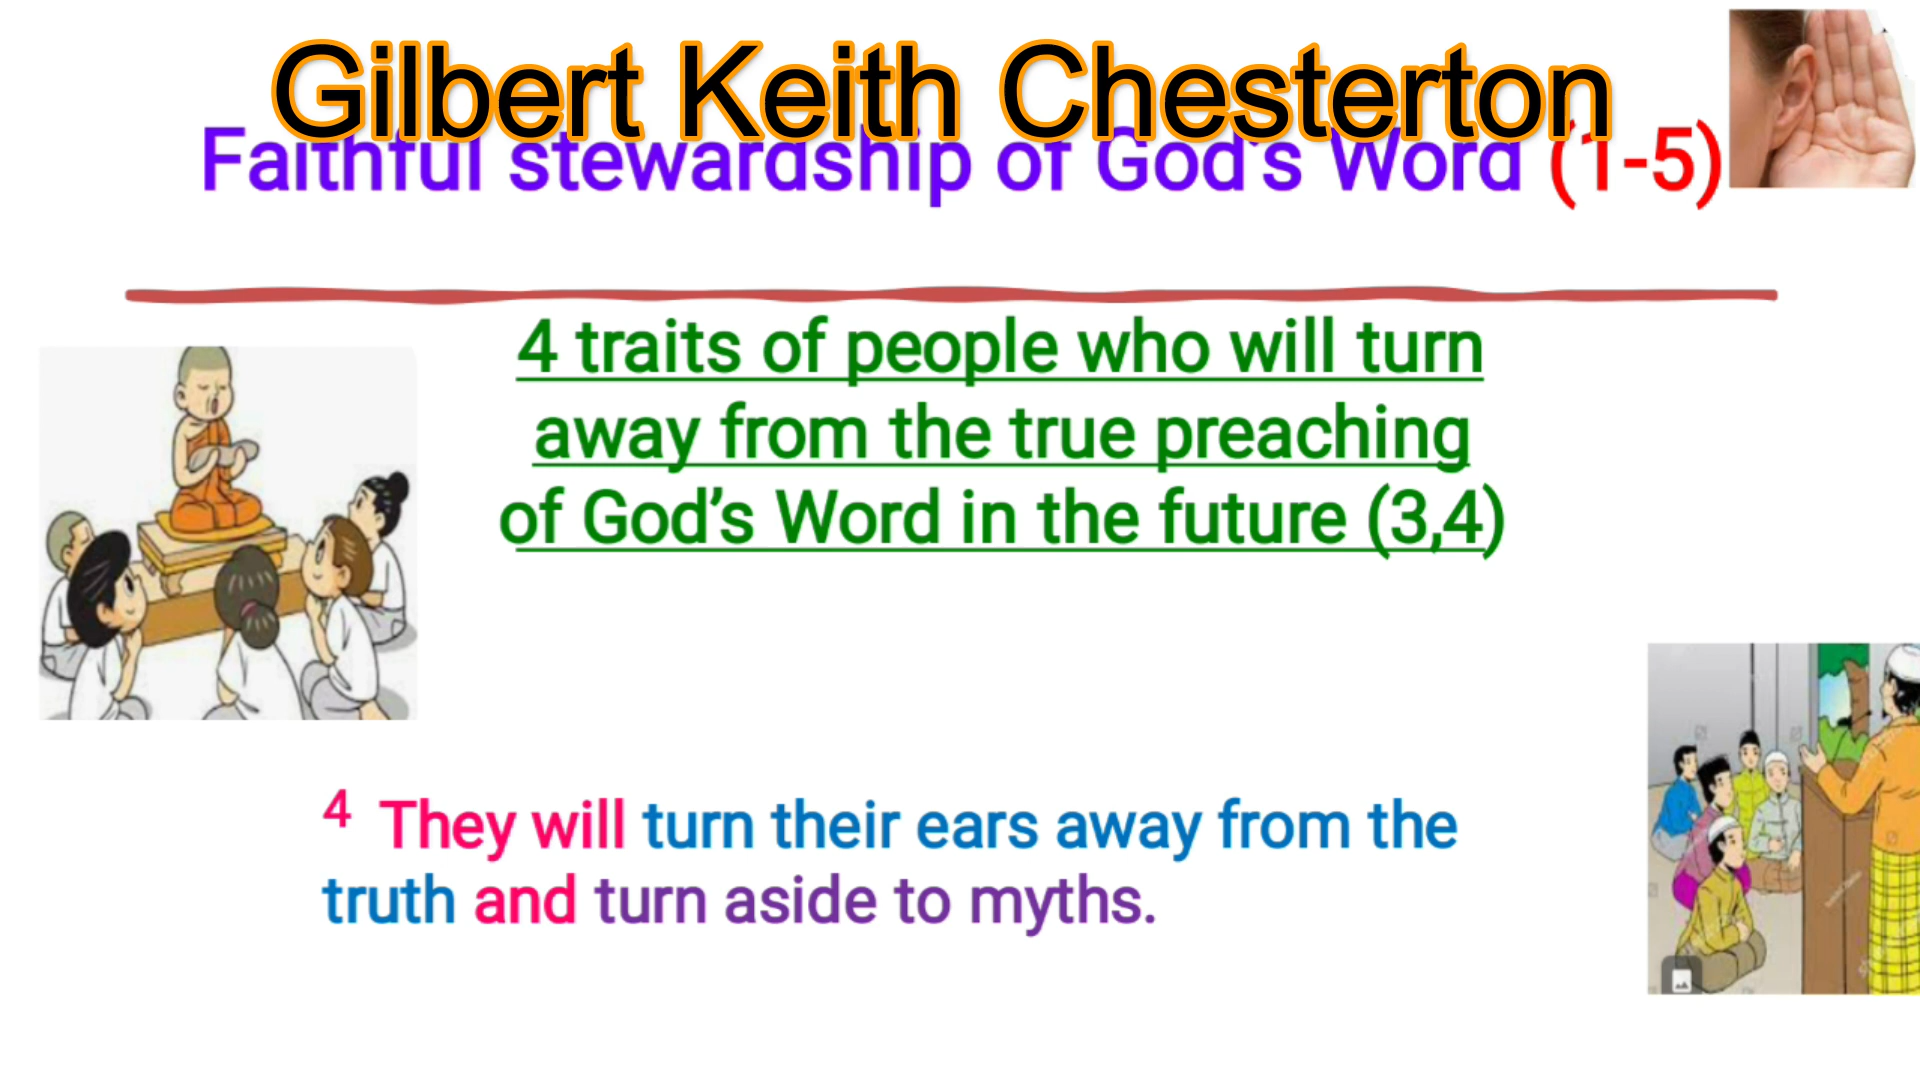 Gilbert Keith Chesterton
Faithful stewardship of God's Word (1-5)
4 traits of people who will turn
away from the true preaching
of God’s Word in the future (3,4)
4 They will turn their ears away from the
truth and turn aside to myths.